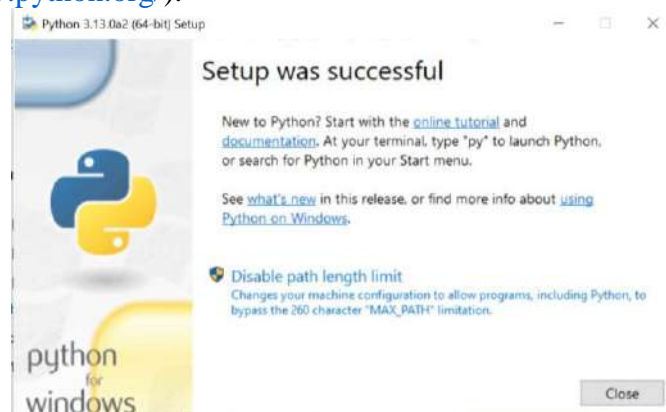 python.org/).
Python 3.13.0a2 (64-bit) Setup
Setup was successful
New to Python? Start with the online tutorial and
documentation. At your terminal, type "py" to launch Python,
or search for Python in your Start menu.
See what's new in this release, or find more info about using
Python on Windows.
Disable path length limit
Changes your machine configuration to allow programs, including Python, to
bypass the 260 character "MAX_PATH" limitation.
python
for
windows
Close